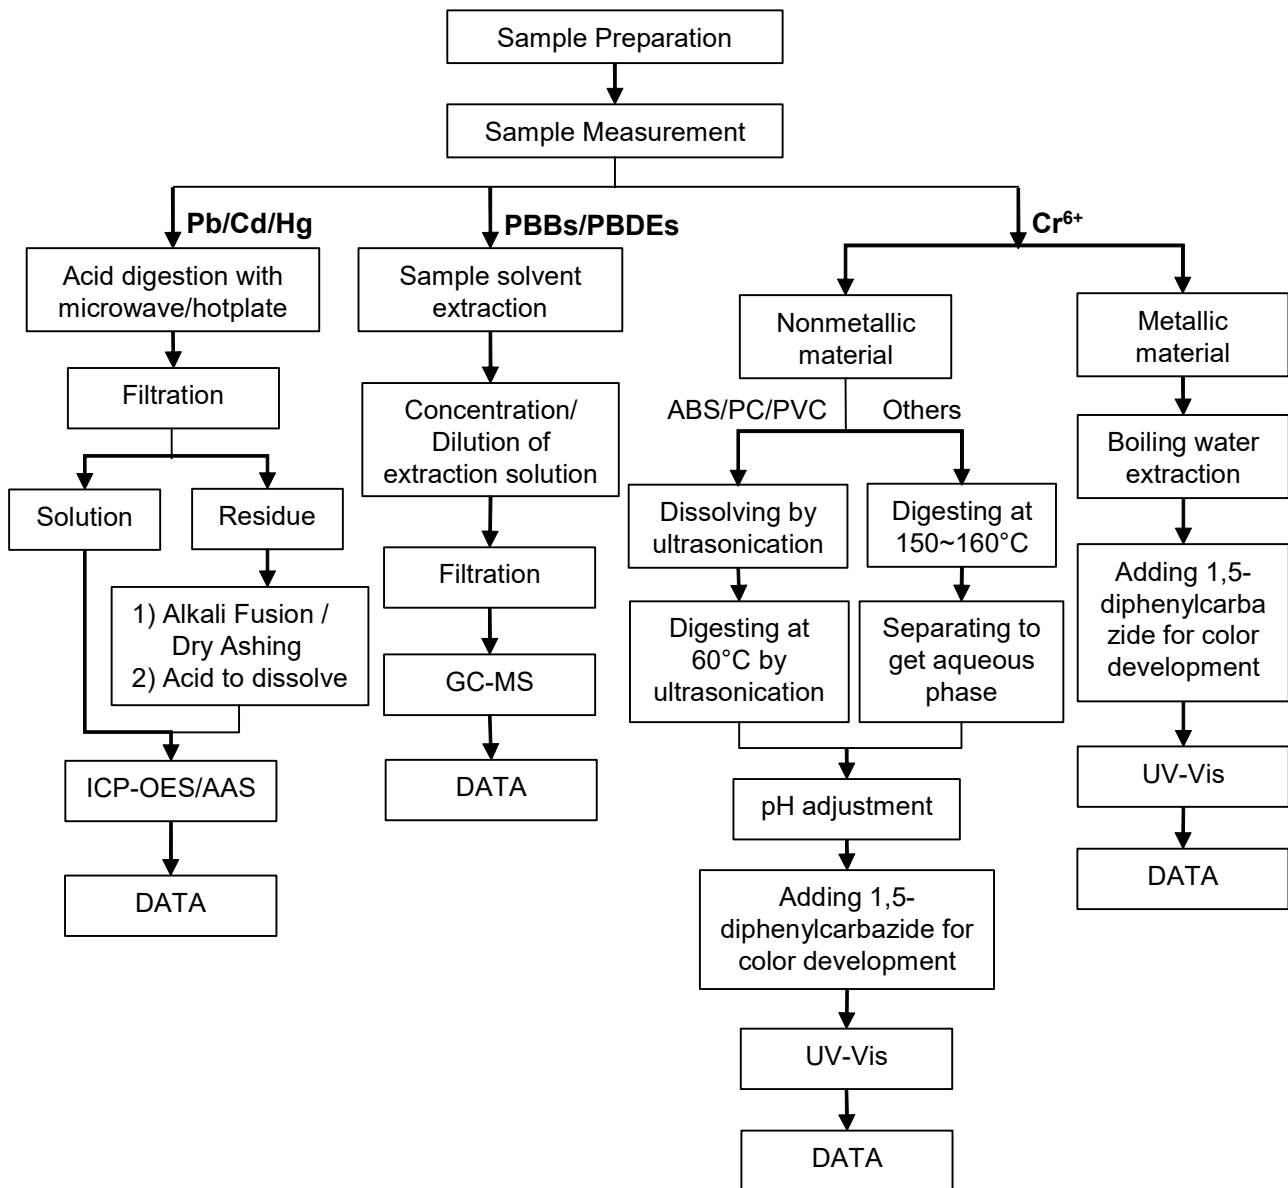 Sample Preparation
Sample Measurement
Pb/Cd/Hg
Acid digestion with
microwave/hotplate
Filtration
Solution
Residue
1) Alkali Fusion /
Dry Ashing
2) Acid to dissolve
ICP-OES/AAS
DATA
PBBs/PBDEs
Sample solvent
extraction
Concentration/
Dilution of
extraction solution
Filtration
GC-MS
DATA
Cr⁶⁺
Nonmetallic
material
ABS/PC/PVC
Others
Dissolving by
ultrasonication
Digesting at
60°C by
ultrasonication
Digesting at
150~160°C
Separating to
get aqueous
phase
pH adjustment
Adding 1,5-
diphenylcarbazide for
color development
UV-Vis
DATA
Metallic
material
Boiling water
extraction
Adding 1,5-
diphenylcarba
zide for color
development
UV-Vis
DATA